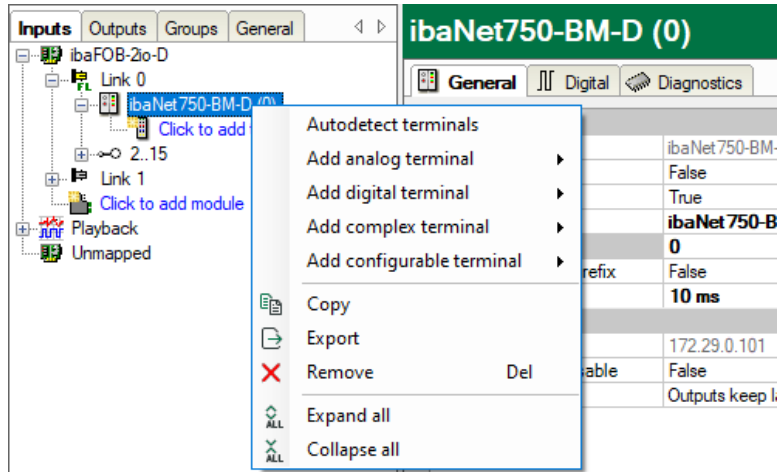 Inputs Outputs Groups General
ibaFOB-2io-D
Link 0
ibaNet750-BM-D (0)
Click to add
2..15
Link 1
Click to add module
Playback
Unmapped
Autodetect terminals
Add analog terminal
Add digital terminal
Add complex terminal
Add configurable terminal
Copy
Export
Remove Del
ALL Expand all
ALL Collapse all
ibaNet750-BM-D (0)
General Digital Diagnostics
ibaNet750-BM-
False
True
ibaNet750-B
0
refix False
10 ms
172.29.0.101
sable False
Outputs keep